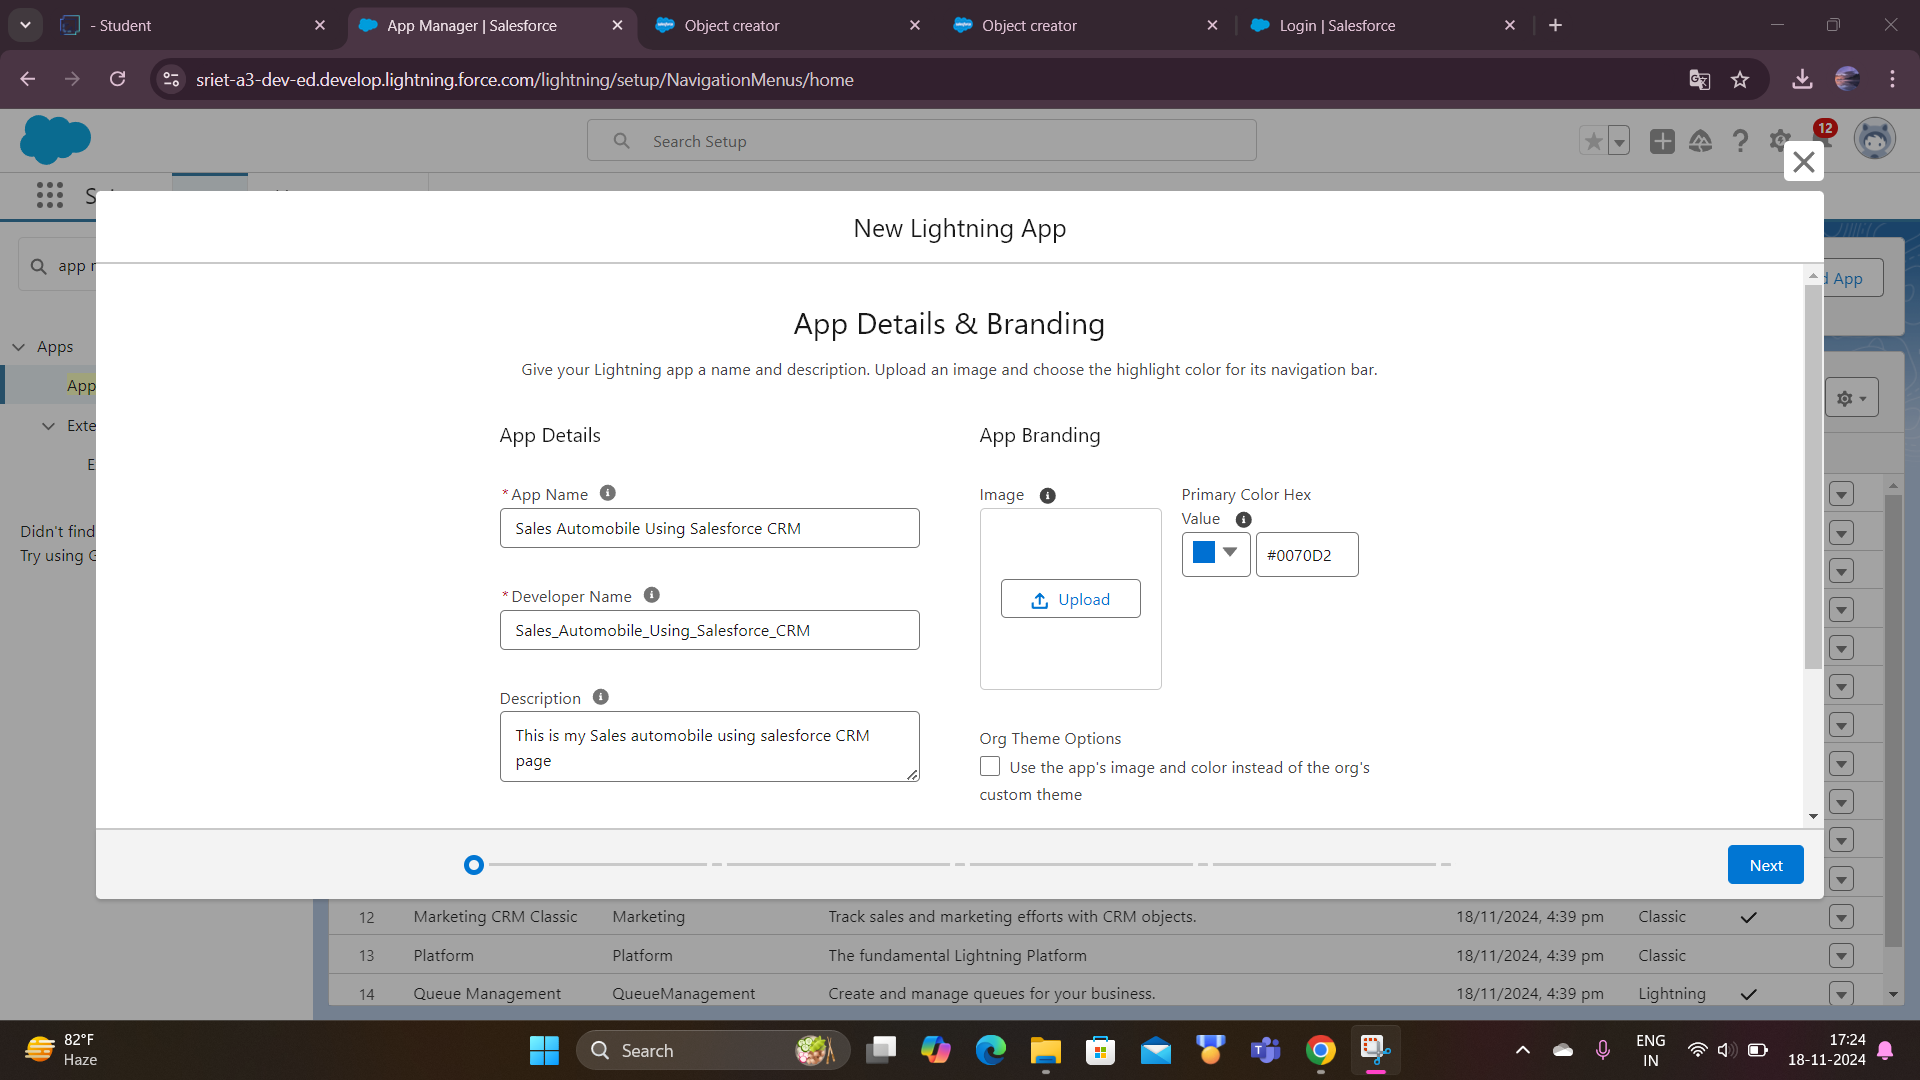 - Student
App Manager | Salesforce
Object creator
Object creator
Login | Salesforce
sriet-a3-dev-ed.develop.lightning.force.com/lightning/setup/NavigationMenus/home
Search Setup
12
New Lightning App
app
d App
App Details & Branding
Give your Lightning app a name and description. Upload an image and choose the highlight color for its navigation bar.
Apps
App
Exte
E
Didn't find
Try using G
App Details
App Branding
* App Name
Sales Automobile Using Salesforce CRM
Image
Primary Color Hex
Value
#0070D2
Upload
* Developer Name
Sales_Automobile_Using_Salesforce_CRM
Description
This is my Sales automobile using salesforce CRM
page
Org Theme Options
Use the app's image and color instead of the org's
custom theme
Next
12 Marketing CRM Classic Marketing Track sales and marketing efforts with CRM objects. 18/11/2024, 4:39 pm Classic
13 Platform Platform The fundamental Lightning Platform 18/11/2024, 4:39 pm Classic
14 Queue Management QueueManagement Create and manage queues for your business. 18/11/2024, 4:39 pm Lightning
82°F
Haze
Search
ENG
IN
17:24
18-11-2024